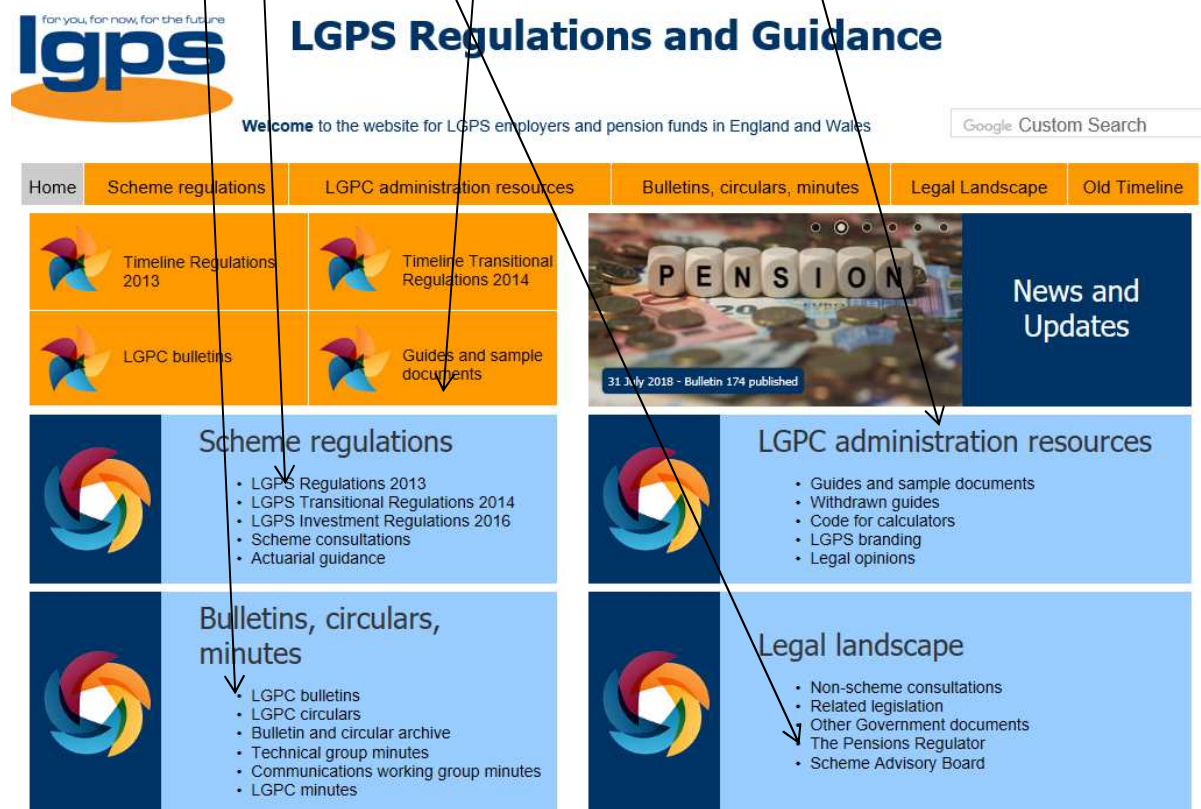 for you, for now, for the future
lgps
LGPS Regulations and Guidance
Welcome to the website for LGPS employers and pension funds in England and Wales
Google Custom Search
Home
Scheme regulations
LGPC administration resources
Bulletins, circulars, minutes
Legal Landscape
Old Timeline
Timeline Regulations
2013
Timeline Transitional
Regulations 2014
LGPC bulletins
Guides and sample
documents
PENSION
31 July 2018 - Bulletin 174 published
News and
Updates
Scheme regulations
• LGPS Regulations 2013
• LGPS Transitional Regulations 2014
• LGPS Investment Regulations 2016
• Scheme consultations
• Actuarial guidance
LGPC administration resources
• Guides and sample documents
• Withdrawn guides
• Code for calculators
• LGPS branding
• Legal opinions
Bulletins, circulars,
minutes
• LGPC bulletins
• LGPC circulars
• Bulletin and circular archive
• Technical group minutes
• Communications working group minutes
• LGPC minutes
Legal landscape
• Non-scheme consultations
• Related legislation
• Other Government documents
• The Pensions Regulator
• Scheme Advisory Board